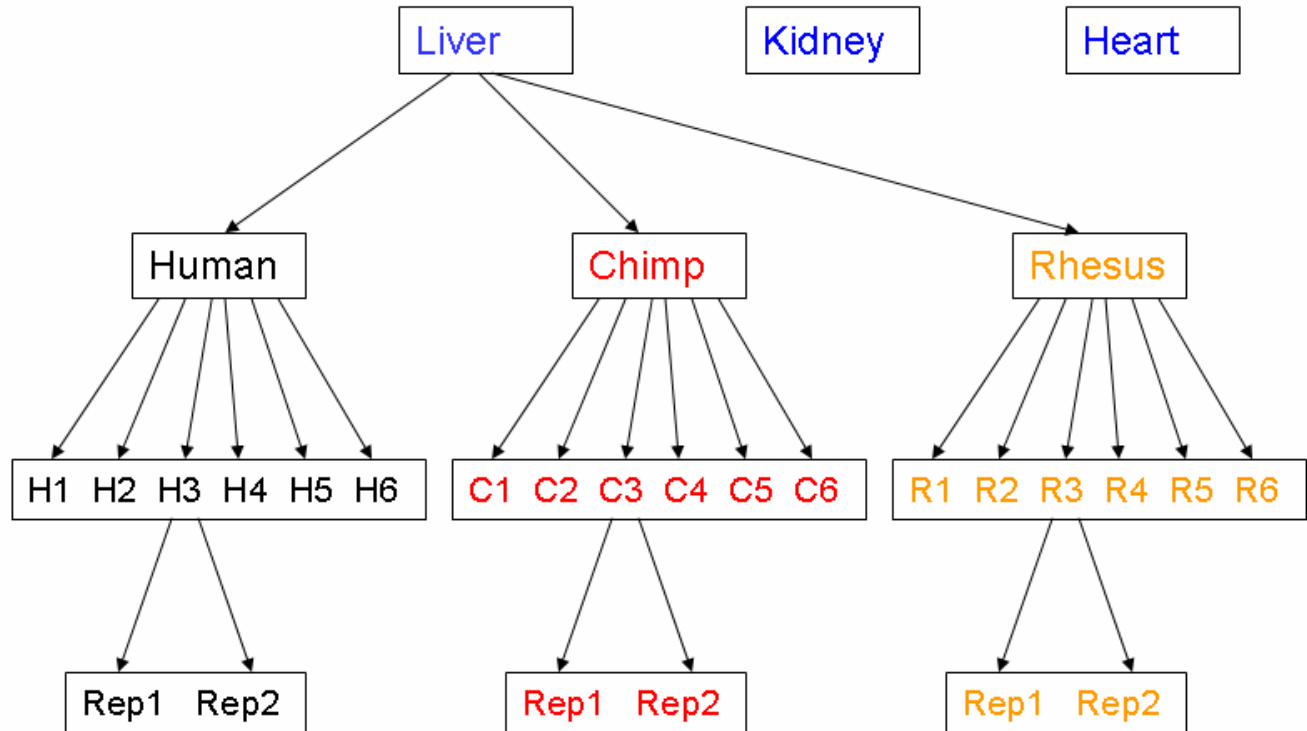 Liver Kidney Heart
Human Chimp Rhesus
H1 H2 H3 H4 H5 H6 C1 C2 C3 C4 C5 C6 R1 R2 R3 R4 R5 R6
Rep1 Rep2 Rep1 Rep2 Rep1 Rep2